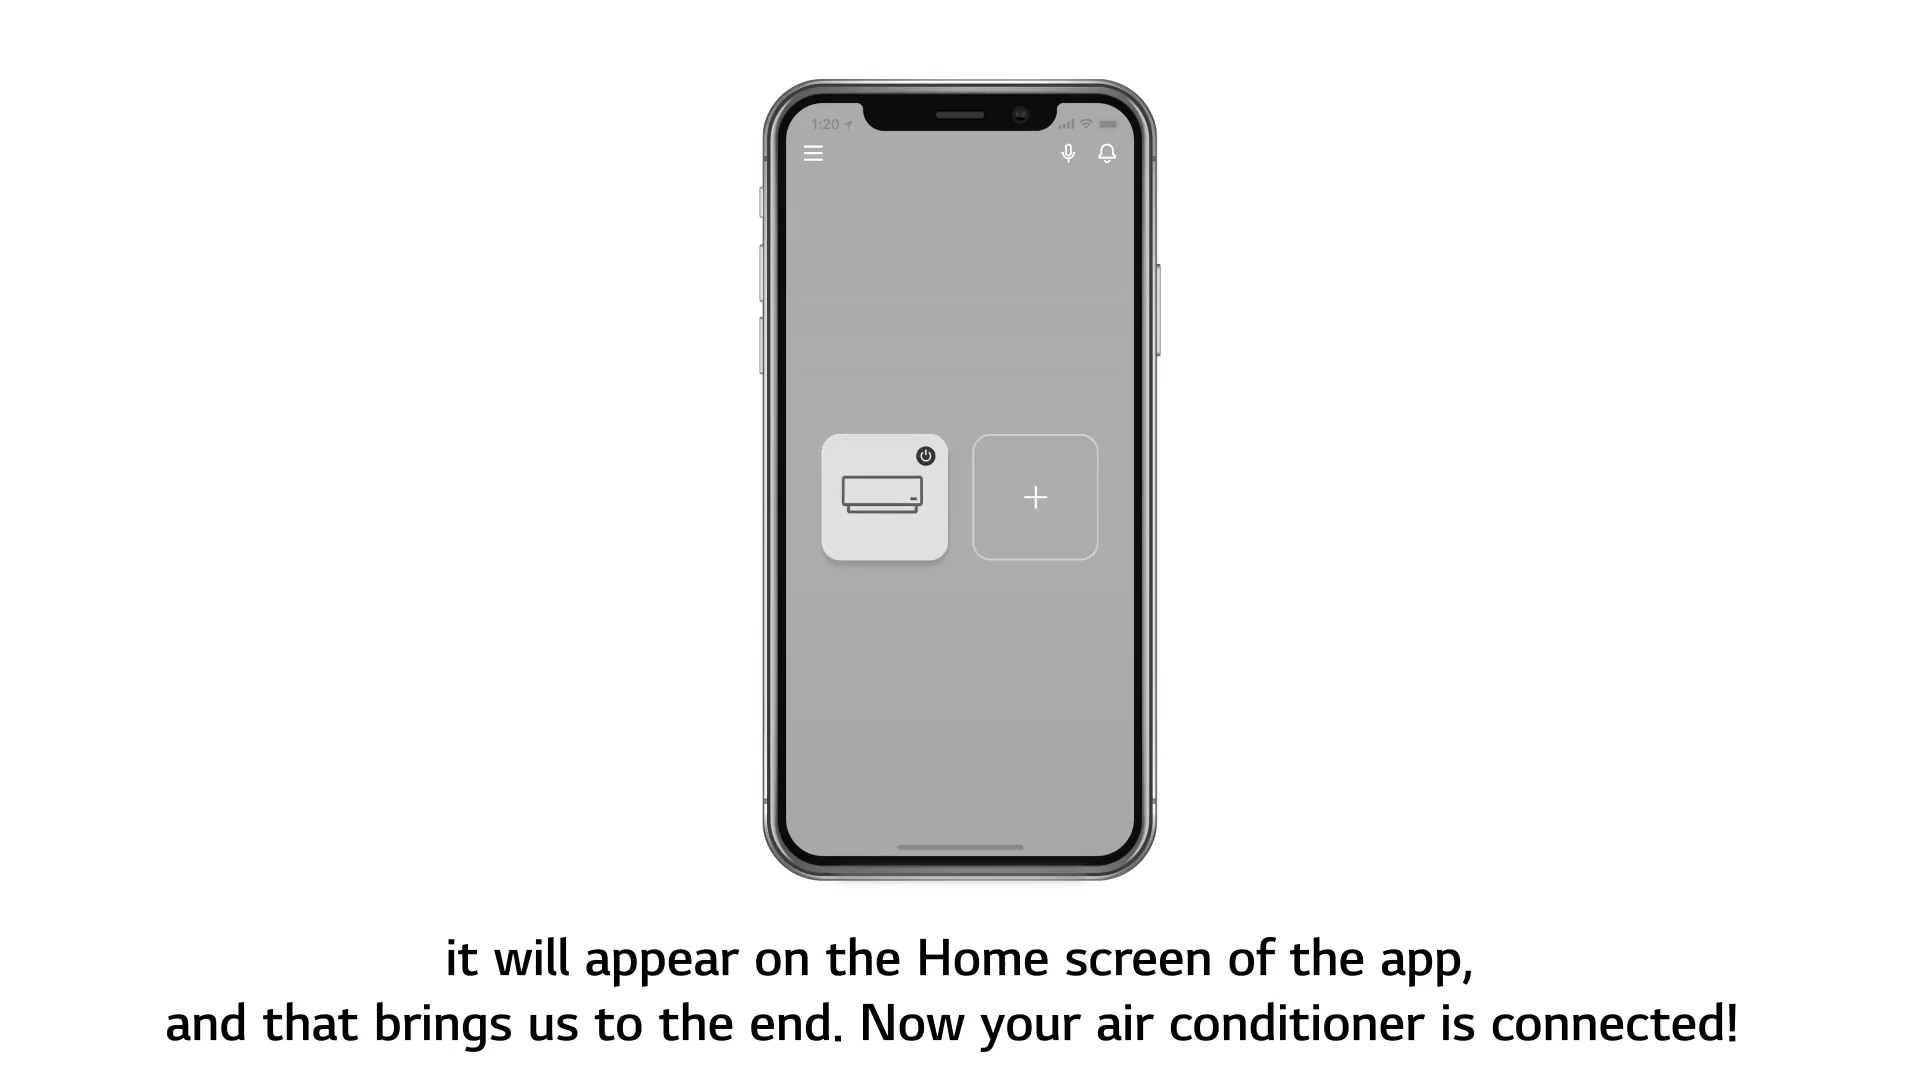 1:20
it will appear on the Home screen of the app,
and that brings us to the end. Now your air conditioner is connected!